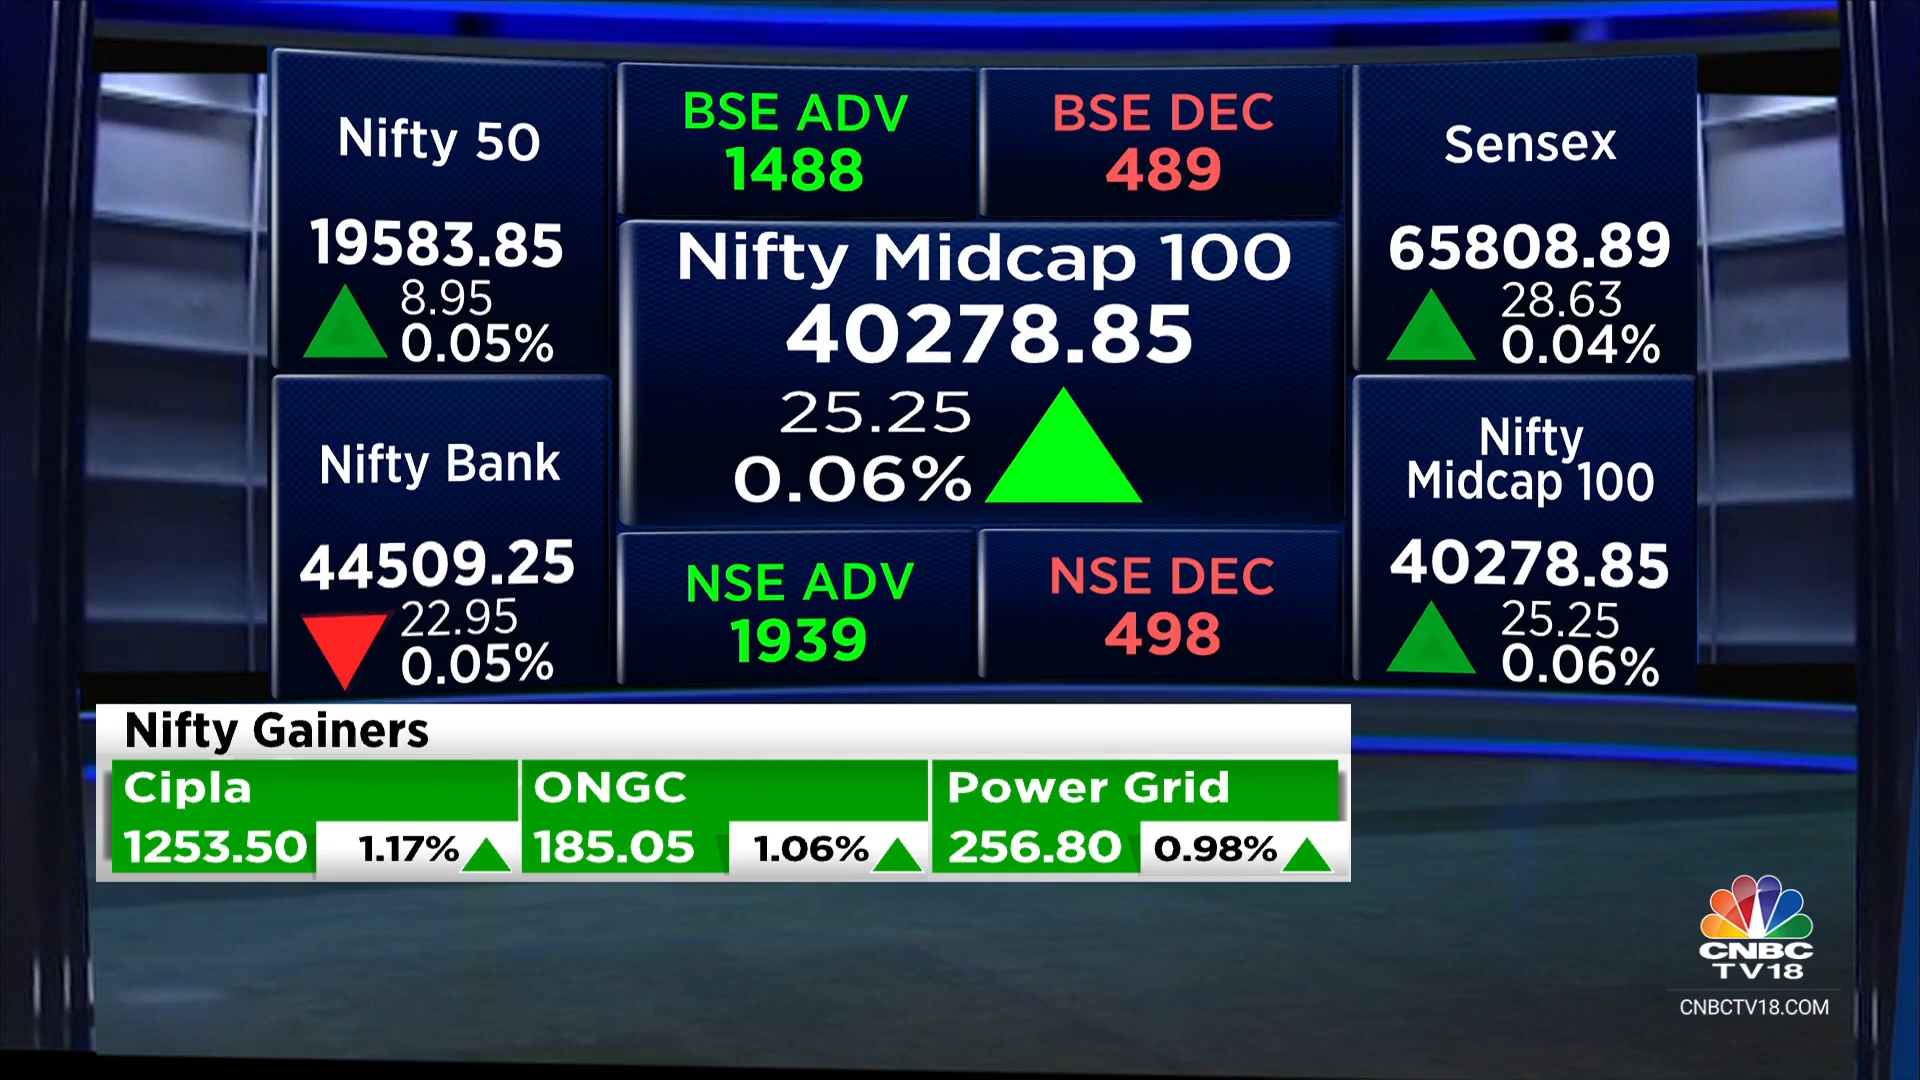 Nifty 50
19583.85
8.95
0.05%
BSE ADV
1488
BSE DEC
489
Sensex
65808.89
28.63
0.04%
Nifty Midcap 100
40278.85
25.25
0.06%
Nifty Bank
44509.25
22.95
0.05%
NSE ADV
1939
NSE DEC
498
Nifty
Midcap 100
40278.85
25.25
0.06%
Nifty Gainers
Cipla
1253.50 1.17%
ONGC
185.05 1.06%
Power Grid
256.80 0.98%
CNBC
TV18
CNBCTV18.COM